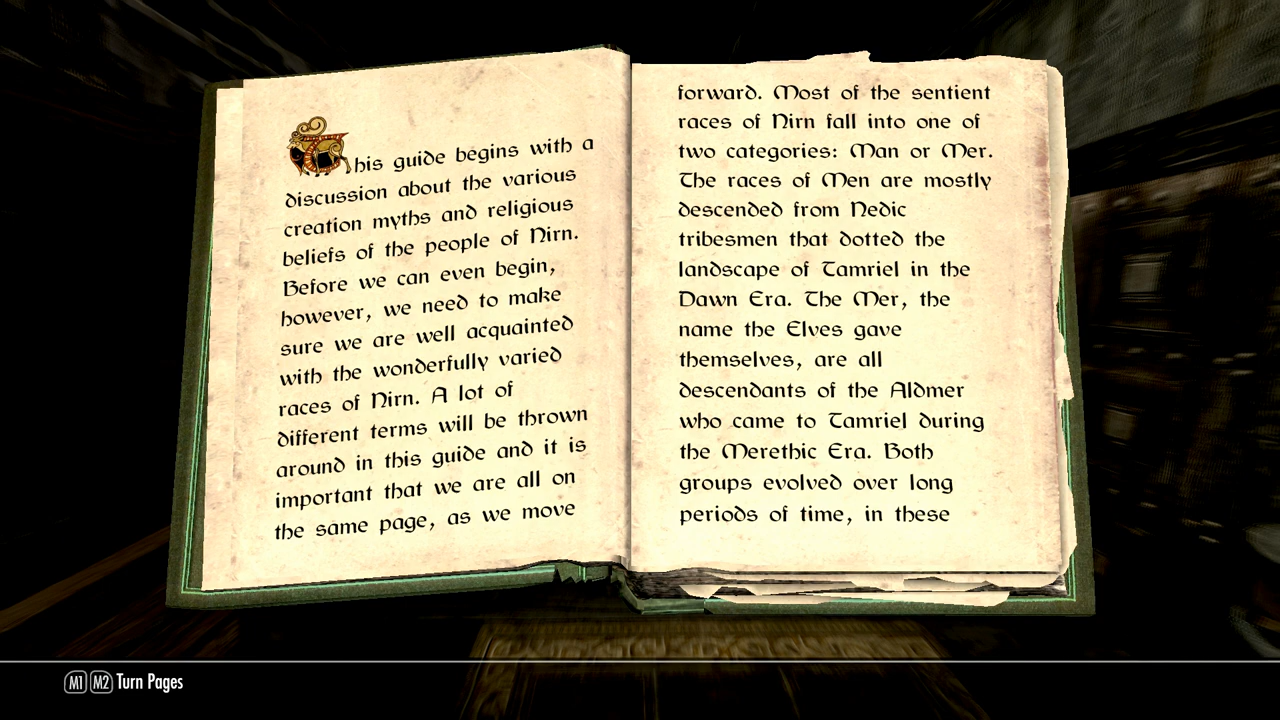 This guide begins with a
discussion about the various
creation myths and religious
beliefs of the people of Nirn.
Before we can even begin,
however, we need to make
sure we are well acquainted
with the wonderfully varied
races of Nirn. A lot of
different terms will be thrown
around in this guide and it is
important that we are all on
the same page, as we move
forward. Most of the sentient
races of Nirn fall into one of
two categories: Man or Mer.
The races of Men are mostly
descended from Nedic
tribesmen that dotted the
landscape of Tamriel in the
Dawn Era. The Mer, the
name the Elves gave
themselves, are all
descendants of the Aldmer
who came to Tamriel during
the Merethic Era. Both
groups evolved over long
periods of time, in these
M1 M2 Turn Pages